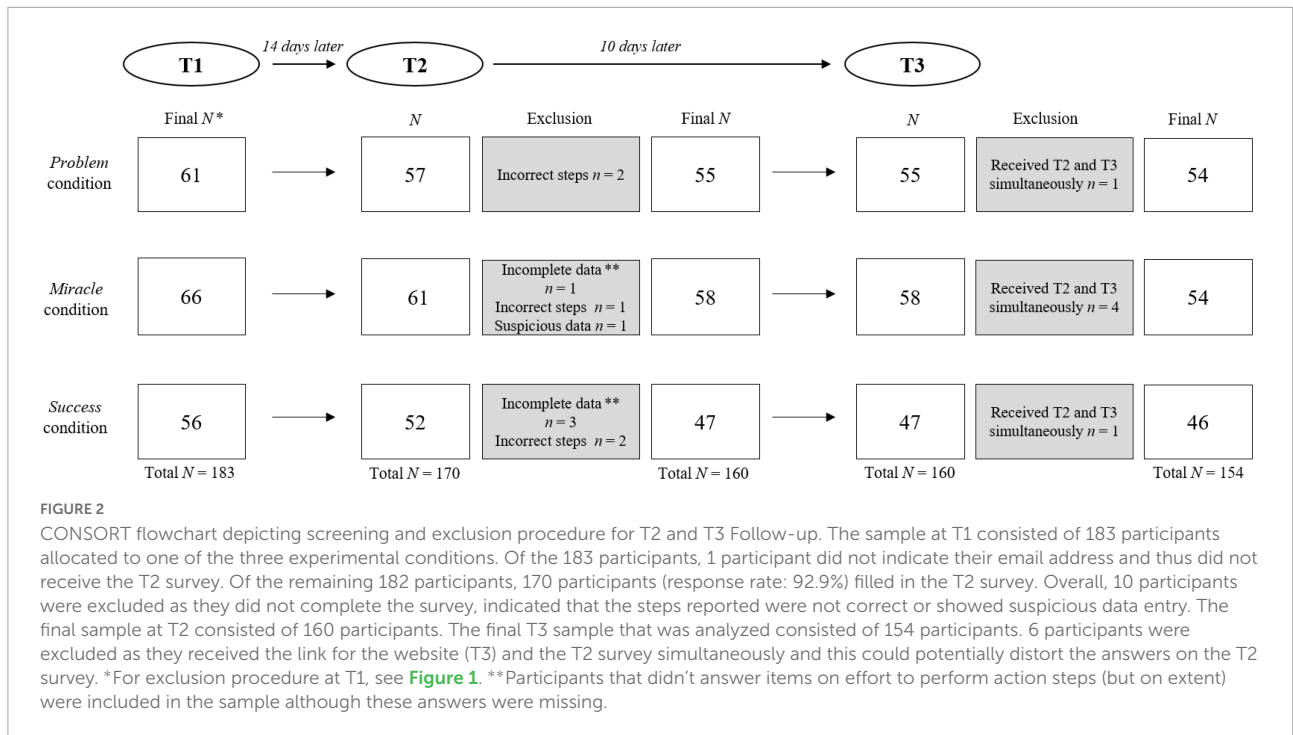 14 days later
10 days later
T1
T2
T3
Final N*
N
Exclusion
Final N
N
Exclusion
Final N
Problem
condition
61
57
Incorrect steps n = 2
55
55
Received T2 and T3
simultaneously n = 1
54
Miracle
condition
66
61
Incomplete data **
n = 1
Incorrect steps n = 1
Suspicious data n = 1
58
58
Received T2 and T3
simultaneously n = 4
54
Success
condition
56
52
Incomplete data **
n = 3
Incorrect steps n = 2
47
47
Received T2 and T3
simultaneously n = 1
46
Total N = 183
Total N = 170
Total N = 160
Total N = 160
Total N = 154
FIGURE 2
CONSORT flowchart depicting screening and exclusion procedure for T2 and T3 Follow-up. The sample at T1 consisted of 183 participants
allocated to one of the three experimental conditions. Of the 183 participants, 1 participant did not indicate their email address and thus did not
receive the T2 survey. Of the remaining 182 participants, 170 participants (response rate: 92.9%) filled in the T2 survey. Overall, 10 participants
were excluded as they did not complete the survey, indicated that the steps reported were not correct or showed suspicious data entry. The
final sample at T2 consisted of 160 participants. The final T3 sample that was analyzed consisted of 154 participants. 6 participants were
excluded as they received the link for the website (T3) and the T2 survey simultaneously and this could potentially distort the answers on the T2
survey. *For exclusion procedure at T1, see Figure 1. **Participants that didn't answer items on effort to perform action steps (but on extent)
were included in the sample although these answers were missing.